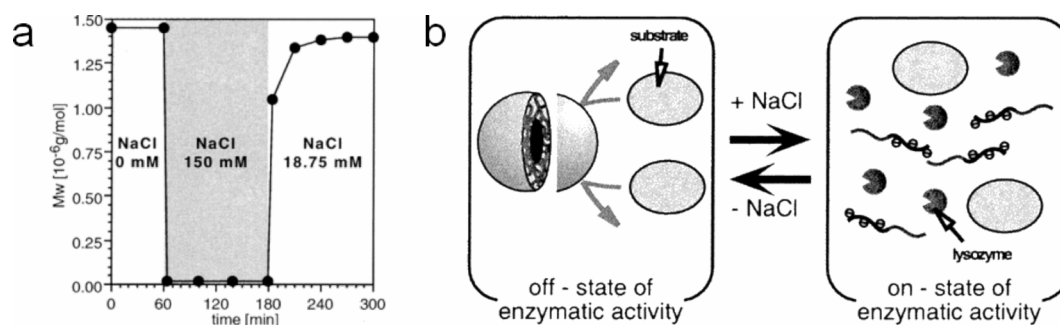 a
1.50
1.25
1.00
0.75
0.50
0.25
0.00
Mw [10⁻⁶g/mol]
NaCl
0 mM
NaCl
150 mM
NaCl
18.75 mM
0
60
120
180
240
300
time [min]
b
substrate
off - state of
enzymatic activity
+ NaCl
- NaCl
lysozyme
on - state of
enzymatic activity